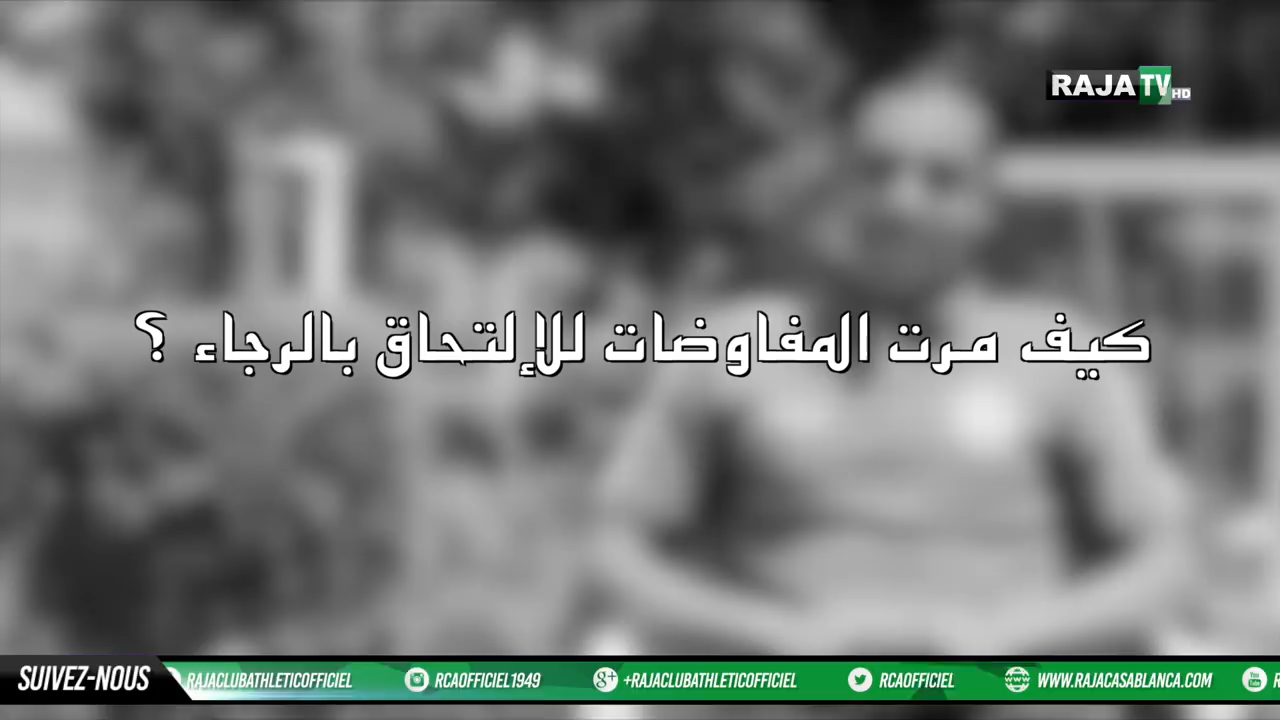 RAJA TV HD
كيف مرت المفاوضات للإلتحاق بالرجاء ؟
SUIVEZ-NOUS RAJACLUBATHLETICOFFICIEL RCAOFFICIEL1949 +RAJACLUBATHLETICOFFICIEL RCAOFFICIEL WWW.RAJACASABLANCA.COM